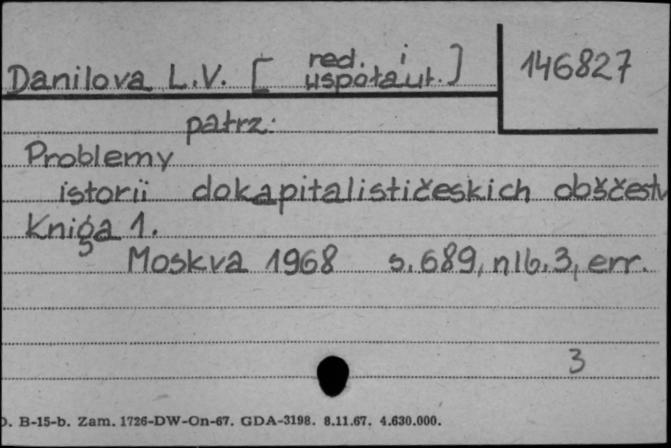 Danilova L.V. [red. i uspółaut.] 146827
patrz:
Problemy
istorii dokapitalističeskich obščestv
Kniga 1.
Moskva 1968 s. 689, nlb. 3, err.
3
B-15-b. Zam. 1726-DW-On-67. GDA-3198. 8.11.67. 4.630.000.